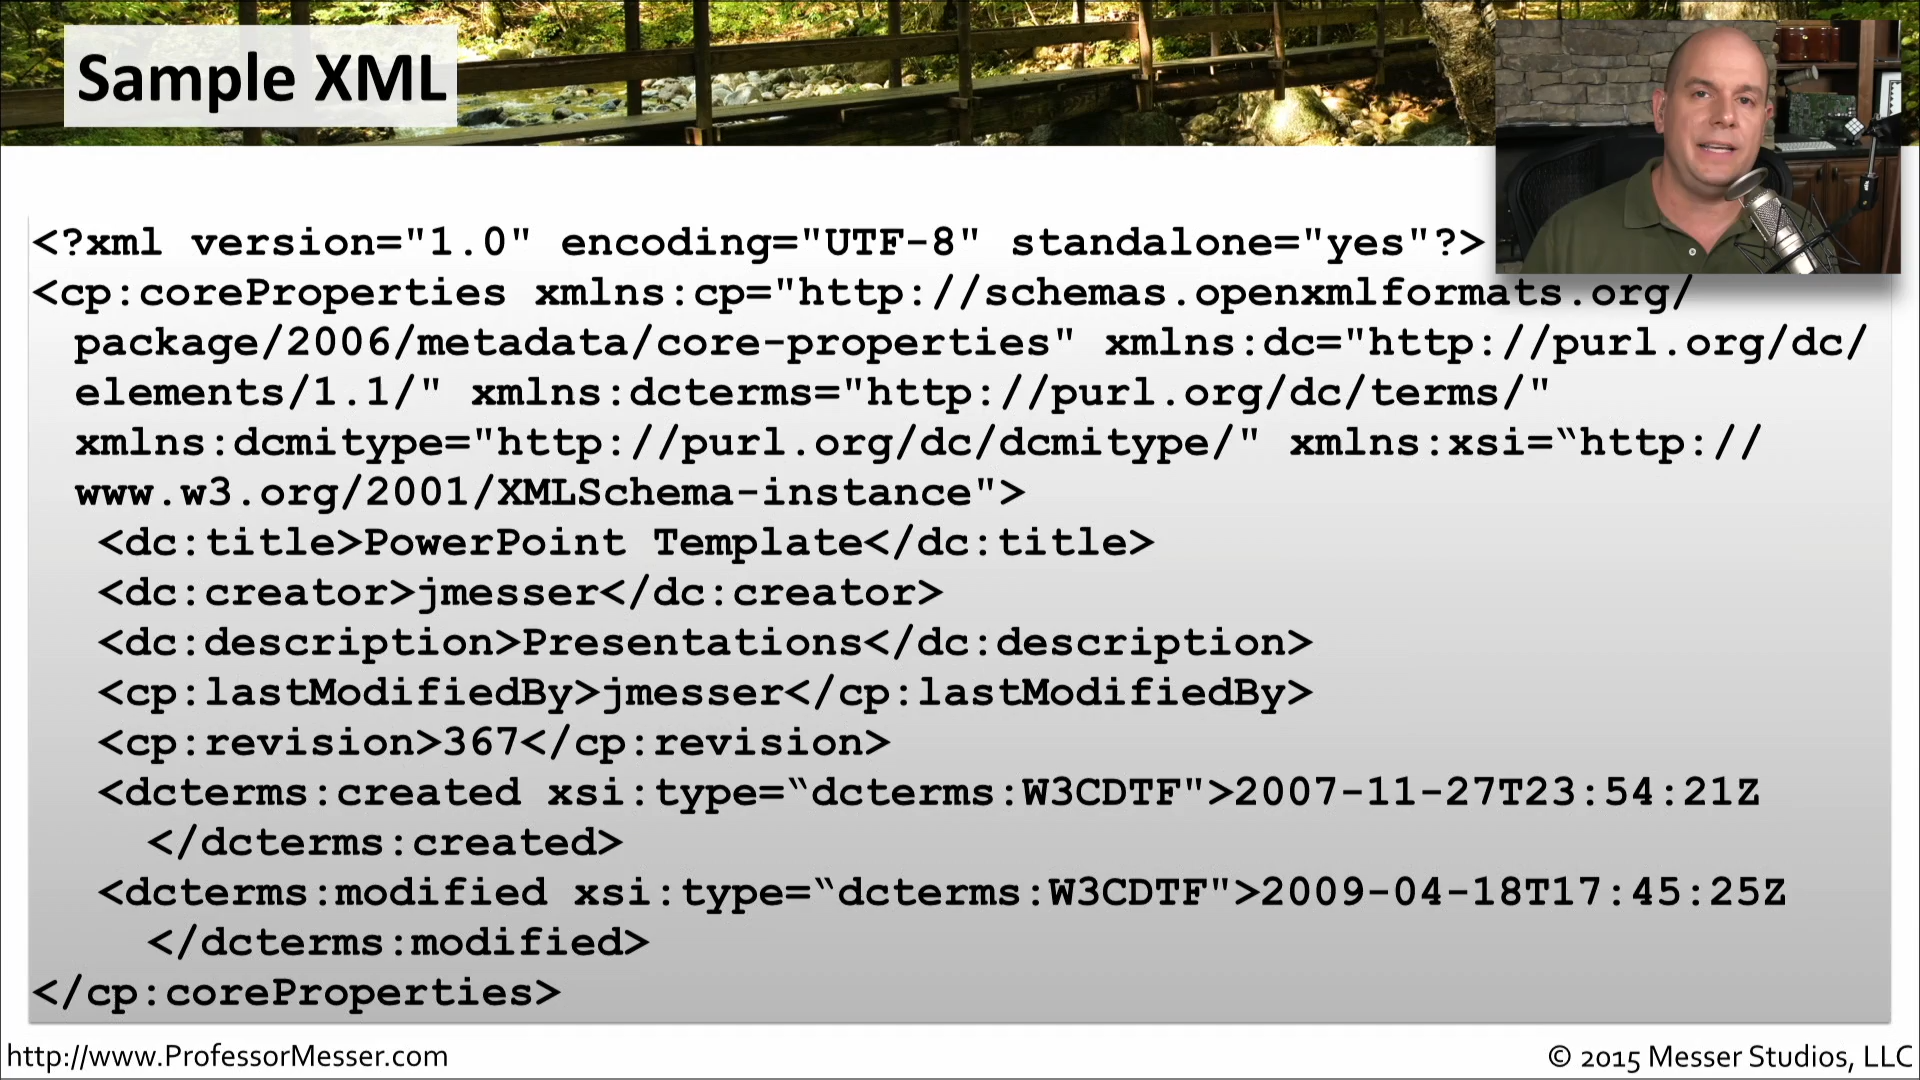 Sample XML
<?xml version="1.0" encoding="UTF-8" standalone="yes"?>
<cp:coreProperties xmlns:cp="http://schemas.openxmlformats.org/
package/2006/metadata/core-properties" xmlns:dc="http://purl.org/dc/
elements/1.1/" xmlns:dcterms="http://purl.org/dc/terms/"
xmlns:dcmitype="http://purl.org/dc/dcmitype/" xmlns:xsi=“http://
www.w3.org/2001/XMLSchema-instance">
<dc:title>PowerPoint Template</dc:title>
<dc:creator>jmesser</dc:creator>
<dc:description>Presentations</dc:description>
<cp:lastModifiedBy>jmesser</cp:lastModifiedBy>
<cp:revision>367</cp:revision>
<dcterms:created xsi:type=“dcterms:W3CDTF">2007-11-27T23:54:21Z
</dcterms:created>
<dcterms:modified xsi:type=“dcterms:W3CDTF">2009-04-18T17:45:25Z
</dcterms:modified>
</cp:coreProperties>
http://www.ProfessorMesser.com
© 2015 Messer Studios, LLC